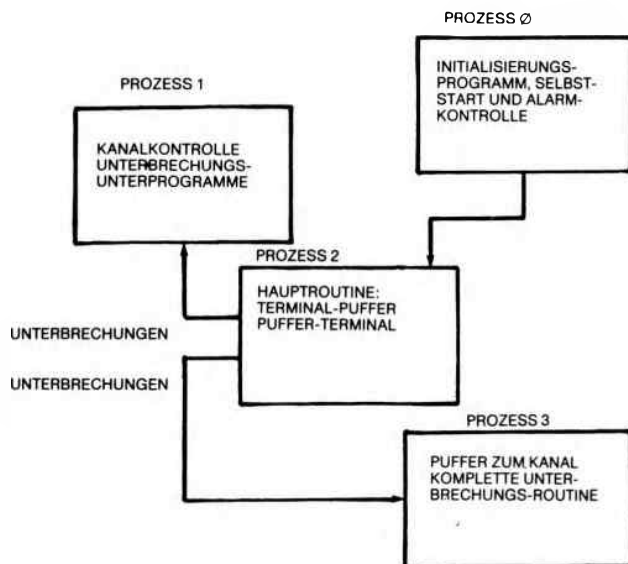 PROZESS Ø
INITIALISIERUNGS-
PROGRAMM, SELBST-
START UND ALARM-
KONTROLLE
PROZESS 1
KANALKONTROLLE
UNTERBRECHUNGS-
UNTERPROGRAMME
PROZESS 2
HAUPTROUTINE:
TERMINAL-PUFFER
PUFFER-TERMINAL
UNTERBRECHUNGEN
UNTERBRECHUNGEN
PROZESS 3
PUFFER ZUM KANAL
KOMPLETTE UNTER-
BRECHUNGS-ROUTINE